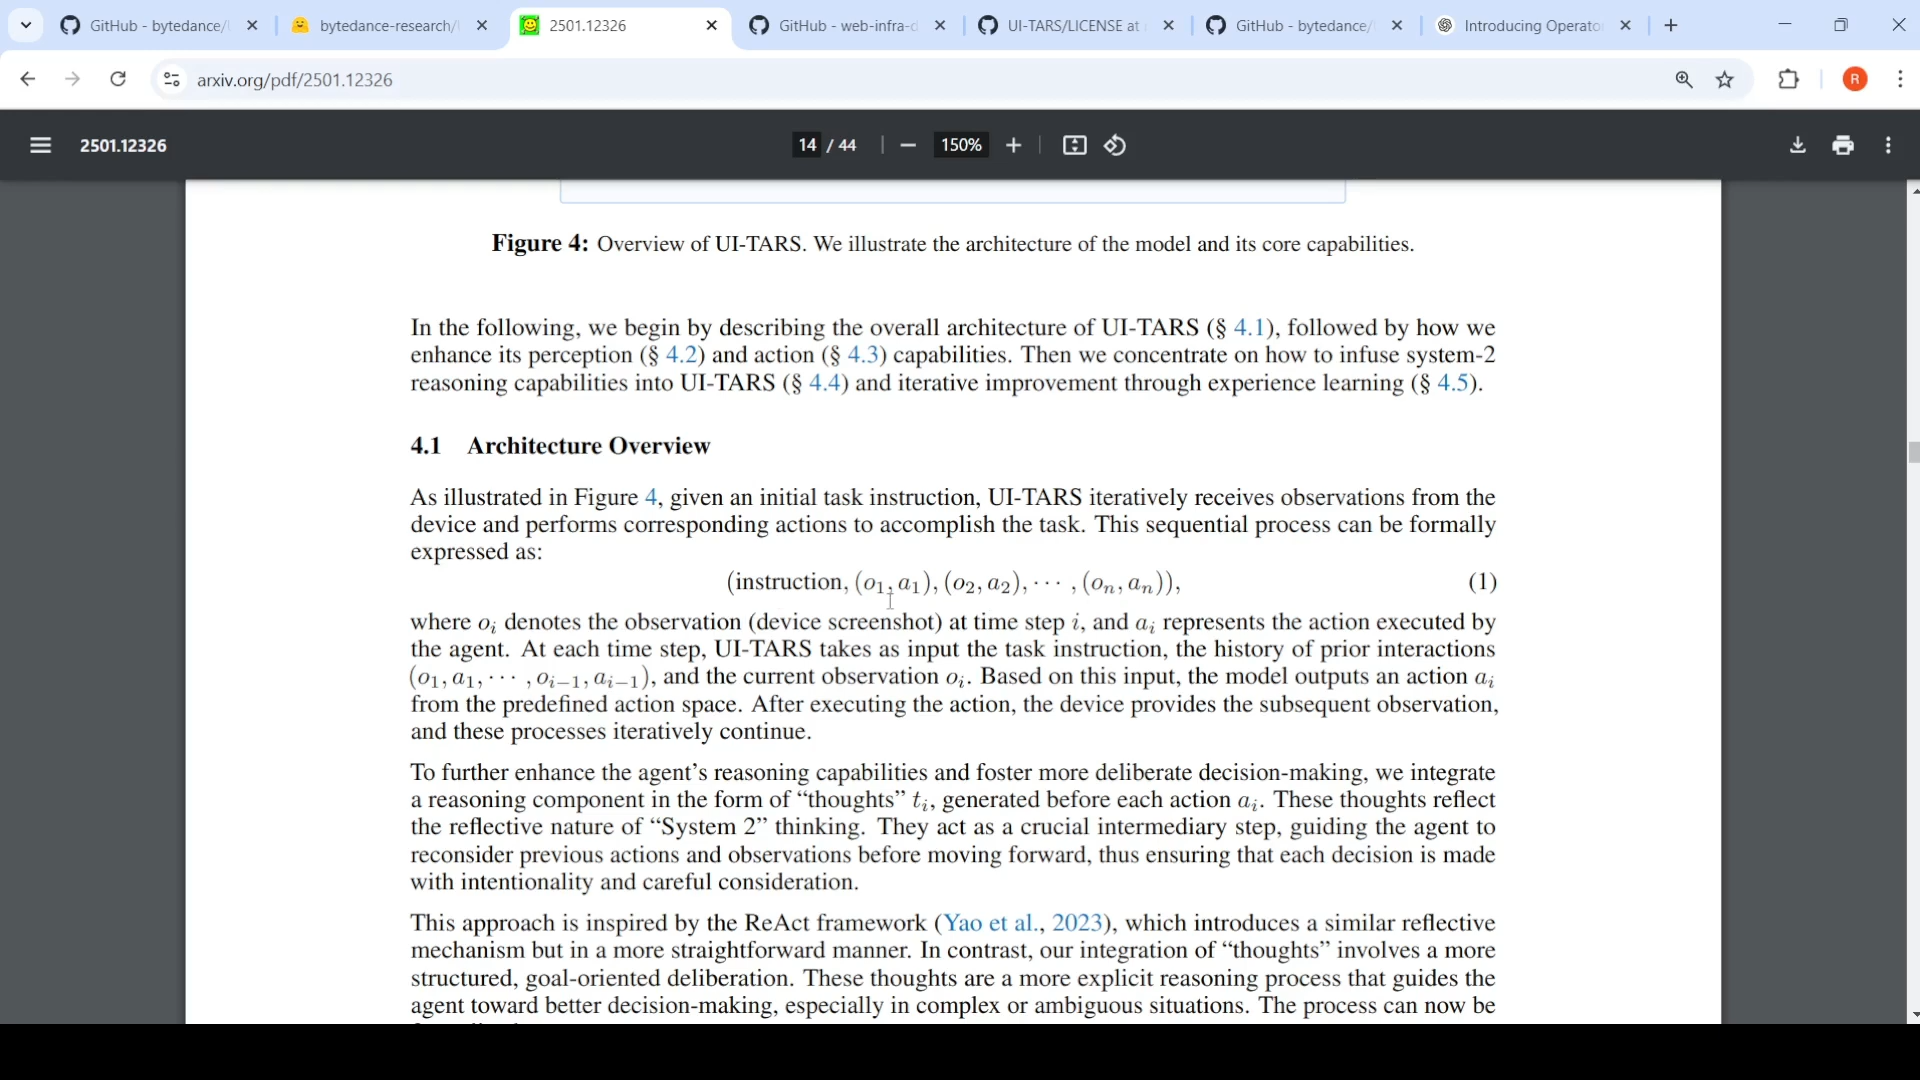 GitHub - bytedance/
bytedance-research/
2501.12326
GitHub - web-infra-d
UI-TARS/LICENSE at
GitHub - bytedance/
Introducing Operato
arxiv.org/pdf/2501.12326
R
2501.12326
14 / 44
150%
Figure 4: Overview of UI-TARS. We illustrate the architecture of the model and its core capabilities.
In the following, we begin by describing the overall architecture of UI-TARS (§ 4.1), followed by how we
enhance its perception (§ 4.2) and action (§ 4.3) capabilities. Then we concentrate on how to infuse system-2
reasoning capabilities into UI-TARS (§ 4.4) and iterative improvement through experience learning (§ 4.5).
4.1 Architecture Overview
As illustrated in Figure 4, given an initial task instruction, UI-TARS iteratively receives observations from the
device and performs corresponding actions to accomplish the task. This sequential process can be formally
expressed as:
(instruction, (o₁, a₁), (o₂, a₂), ··· , (oₙ, aₙ)), (1)
where oᵢ denotes the observation (device screenshot) at time step i, and aᵢ represents the action executed by
the agent. At each time step, UI-TARS takes as input the task instruction, the history of prior interactions
(o₁, a₁, ··· , oᵢ₋₁, aᵢ₋₁), and the current observation oᵢ. Based on this input, the model outputs an action aᵢ
from the predefined action space. After executing the action, the device provides the subsequent observation,
and these processes iteratively continue.
To further enhance the agent’s reasoning capabilities and foster more deliberate decision-making, we integrate
a reasoning component in the form of “thoughts” tᵢ, generated before each action aᵢ. These thoughts reflect
the reflective nature of “System 2” thinking. They act as a crucial intermediary step, guiding the agent to
reconsider previous actions and observations before moving forward, thus ensuring that each decision is made
with intentionality and careful consideration.
This approach is inspired by the ReAct framework (Yao et al., 2023), which introduces a similar reflective
mechanism but in a more straightforward manner. In contrast, our integration of “thoughts” involves a more
structured, goal-oriented deliberation. These thoughts are a more explicit reasoning process that guides the
agent toward better decision-making, especially in complex or ambiguous situations. The process can now be